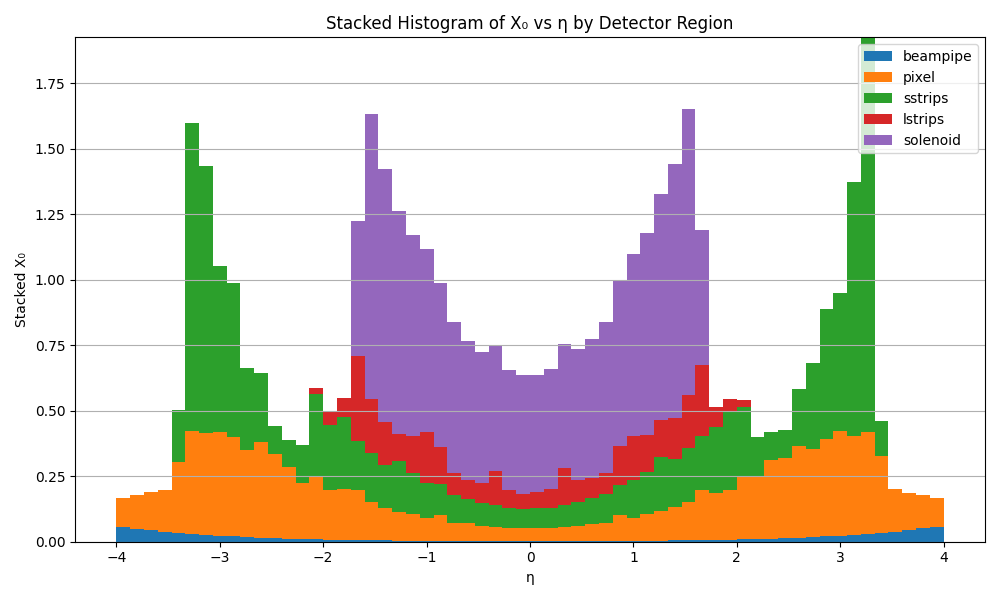 Stacked Histogram of X₀ vs η by Detector Region
Stacked X₀
1.75
1.50
1.25
1.00
0.75
0.50
0.25
0.00
beampipe
pixel
sstrips
lstrips
solenoid
−4 −3 −2 −1 0 1 2 3 4
η